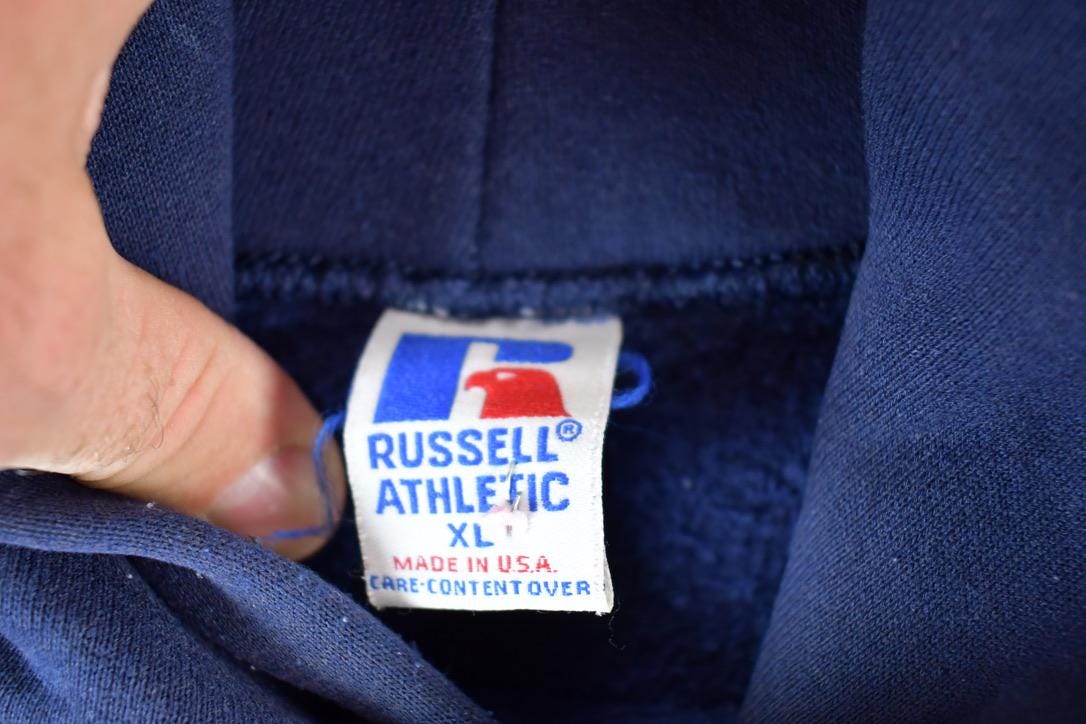 RUSSELL®
ATHLETIC
XL
MADE IN U.S.A.
CARE-CONTENT OVER